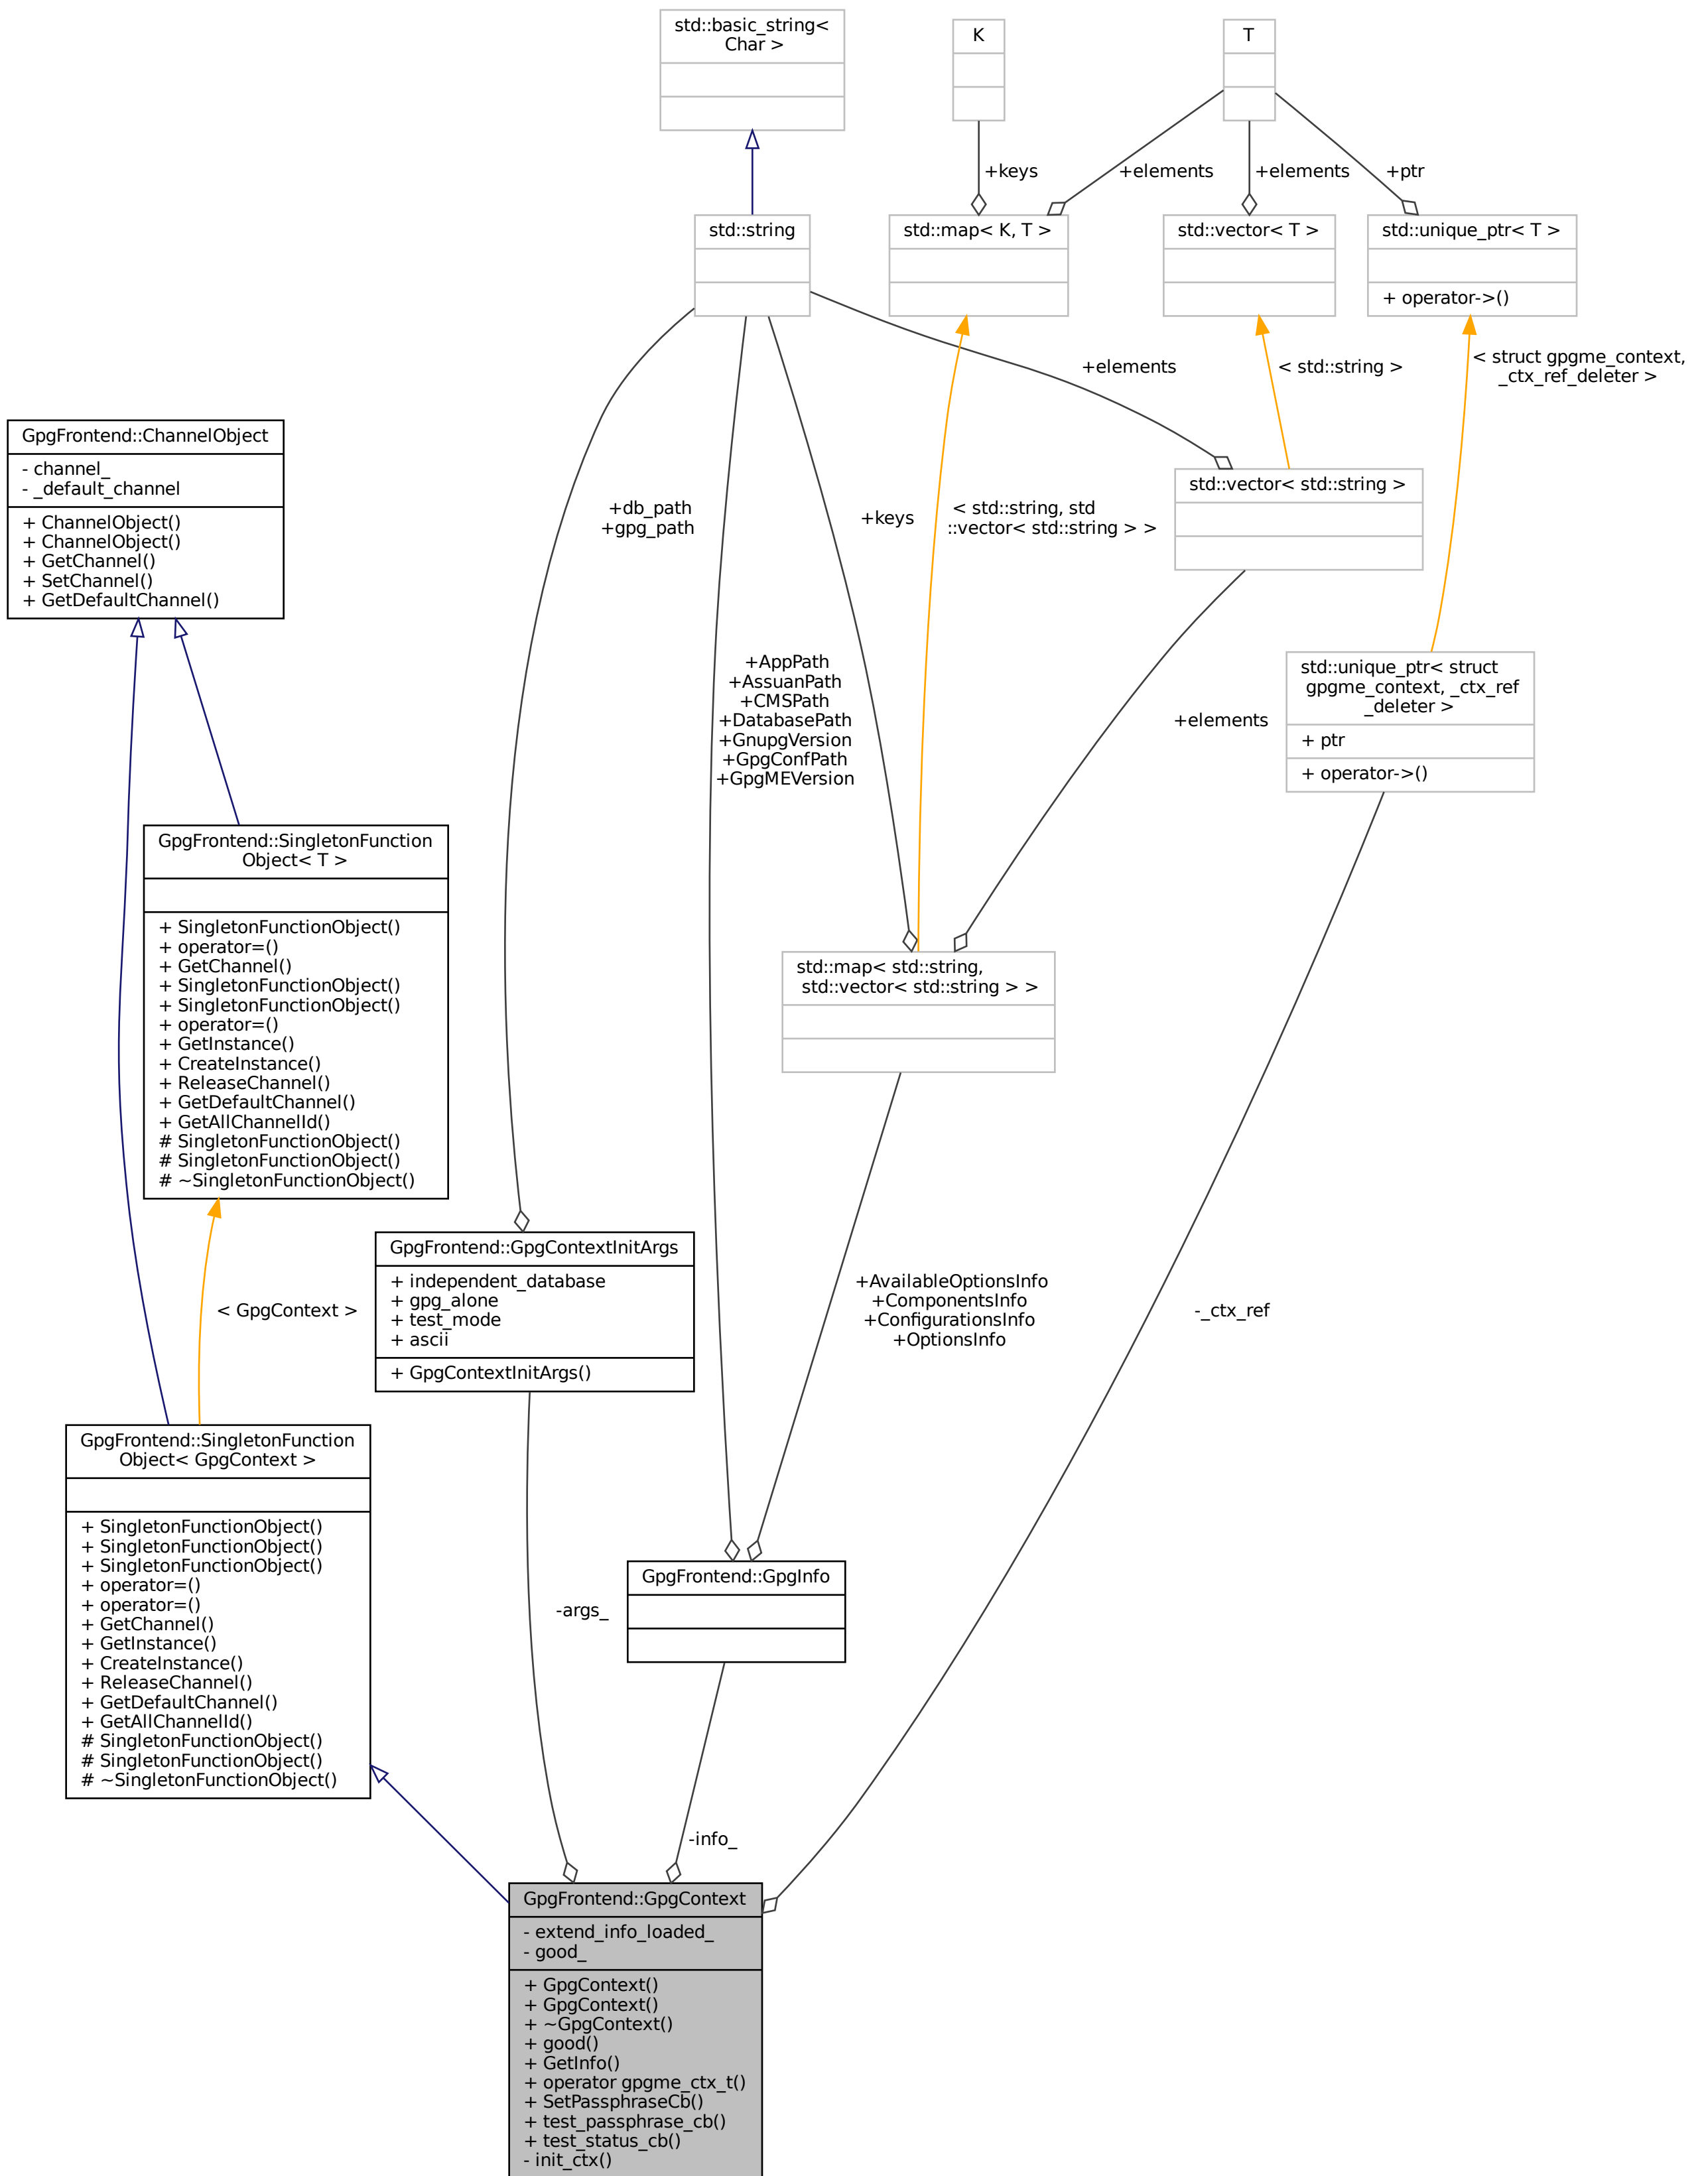 std::basic_string<
Char >
K
T
+keys
+elements
+elements
+ptr
std::string
std::map< K, T >
std::vector< T >
std::unique_ptr< T >
+ operator->()
+elements
< std::string >
< struct gpgme_context,
_ctx_ref_deleter >
GpgFrontend::ChannelObject
- channel_
- _default_channel
+ ChannelObject()
+ ChannelObject()
+ GetChannel()
+ SetChannel()
+ GetDefaultChannel()
+db_path
+gpg_path
+keys
< std::string, std
::vector< std::string > >
std::vector< std::string >
+AppPath
+AssuanPath
+CMSPath
+DatabasePath
+GnupgVersion
+GpgConfPath
+GpgMEVersion
+elements
std::unique_ptr< struct
gpgme_context, _ctx_ref
_deleter >
+ ptr
+ operator->()
GpgFrontend::SingletonFunction
Object< T >
+ SingletonFunctionObject()
+ operator=()
+ GetChannel()
+ SingletonFunctionObject()
+ SingletonFunctionObject()
+ operator=()
+ GetInstance()
+ CreateInstance()
+ ReleaseChannel()
+ GetDefaultChannel()
+ GetAllChannelId()
# SingletonFunctionObject()
# SingletonFunctionObject()
# ~SingletonFunctionObject()
std::map< std::string,
std::vector< std::string > >
< GpgContext >
GpgFrontend::GpgContextInitArgs
+ independent_database
+ gpg_alone
+ test_mode
+ ascii
+ GpgContextInitArgs()
+AvailableOptionsInfo
+ComponentsInfo
+ConfigurationsInfo
+OptionsInfo
-_ctx_ref
GpgFrontend::SingletonFunction
Object< GpgContext >
+ SingletonFunctionObject()
+ SingletonFunctionObject()
+ SingletonFunctionObject()
+ operator=()
+ operator=()
+ GetChannel()
+ GetInstance()
+ CreateInstance()
+ ReleaseChannel()
+ GetDefaultChannel()
+ GetAllChannelId()
# SingletonFunctionObject()
# SingletonFunctionObject()
# ~SingletonFunctionObject()
-args_
GpgFrontend::GpgInfo
-info_
GpgFrontend::GpgContext
- extend_info_loaded_
- good_
+ GpgContext()
+ GpgContext()
+ ~GpgContext()
+ good()
+ GetInfo()
+ operator gpgme_ctx_t()
+ SetPassphraseCb()
+ test_passphrase_cb()
+ test_status_cb()
- init_ctx()